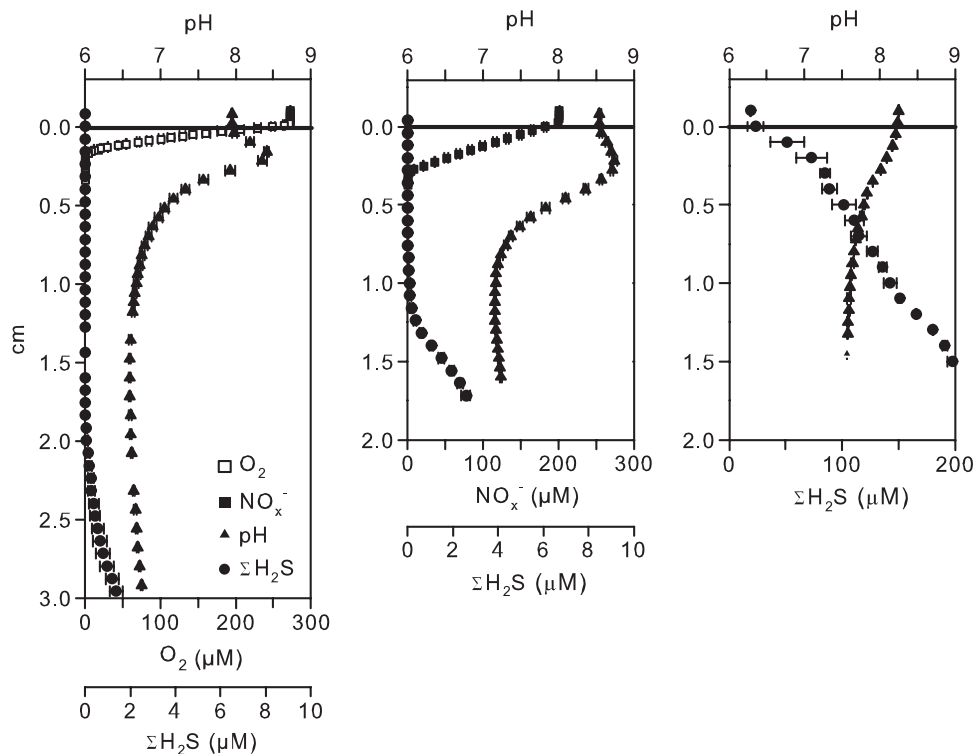 pH
6 7 8 9
0.0
0.5
1.0
1.5
2.0
2.5
3.0
cm
O₂
NOₓ⁻
pH
ΣH₂S
0 100 200 300
O₂ (µM)
0 2 4 6 8 10
ΣH₂S (µM)
pH
6 7 8 9
0.0
0.5
1.0
1.5
2.0
0 100 200 300
NOₓ⁻ (µM)
0 2 4 6 8 10
ΣH₂S (µM)
pH
6 7 8 9
0.0
0.5
1.0
1.5
2.0
0 50 100 150 200
ΣH₂S (µM)